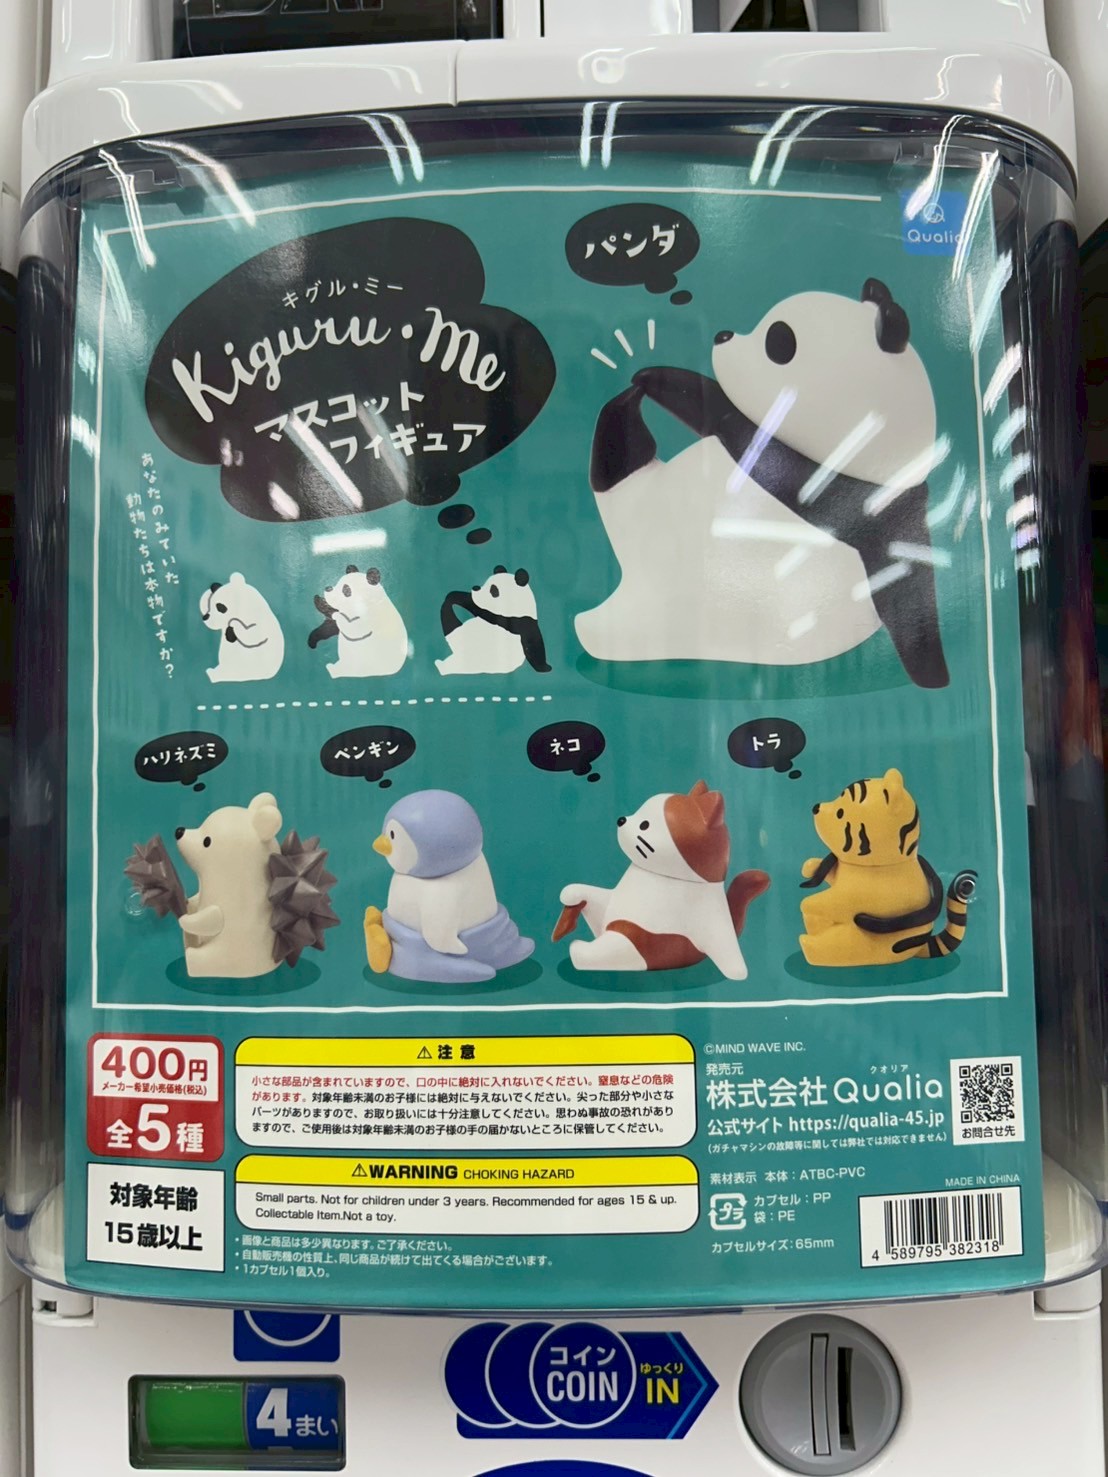 Qualia
キグル・ミー
Kiguru・Me
マスコット
フィギュア
パンダ
あなたのみていた
動物たちは本物ですか?
ハリネズミ
ペンギン
ネコ
トラ
400円
メーカー希望小売価格(税込)
全5種
対象年齢
15歳以上
⚠注意
小さな部品が含まれていますので、口の中に絶対に入れないでください。窒息などの危険
があります。対象年齢未満のお子様には絶対に与えないでください。尖った部分や小さな
パーツがありますので、お取り扱いには十分注意してください。思わぬ事故の恐れがあり
ますので、ご使用後は対象年齢未満のお子様の手の届かないところに保管してください。
⚠WARNING CHOKING HAZARD
Small parts. Not for children under 3 years. Recommended for ages 15 & up.
Collectable Item.Not a toy.
・画像と商品は多少異なります。ご了承ください。
・自動販売機の性質上、同じ商品が続けて出てくる場合がございます。
・1カプセル1個入り。
©MIND WAVE INC.
発売元
クオリア
株式会社Qualia
公式サイト https://qualia-45.jp
(ガチャマシンの故障等に関しては弊社では対応できません)
お問合せ先
素材表示 本体:ATBC-PVC
MADE IN CHINA
プラ
カプセル:PP
袋:PE
カプセルサイズ:65mm
4 589795 382318
4まい
コイン
COIN
ゆっくり
IN